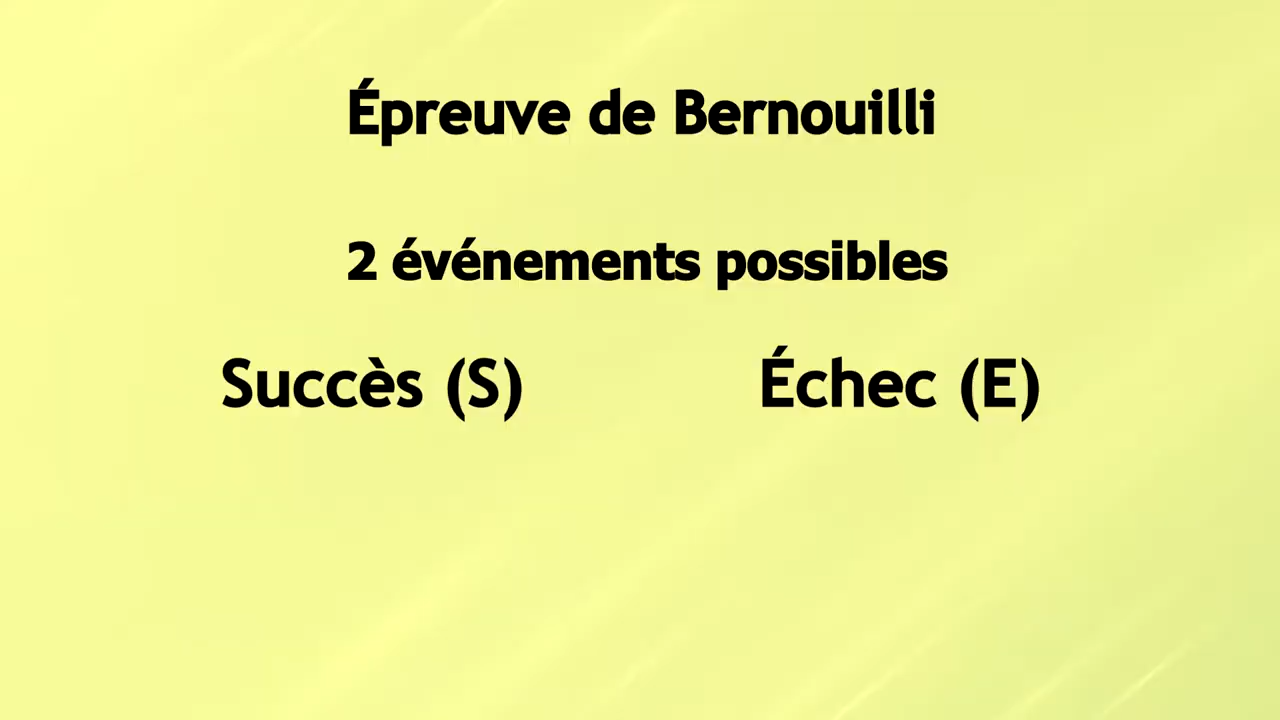 Épreuve de Bernouilli
2 événements possibles
Succès (S) Échec (E)